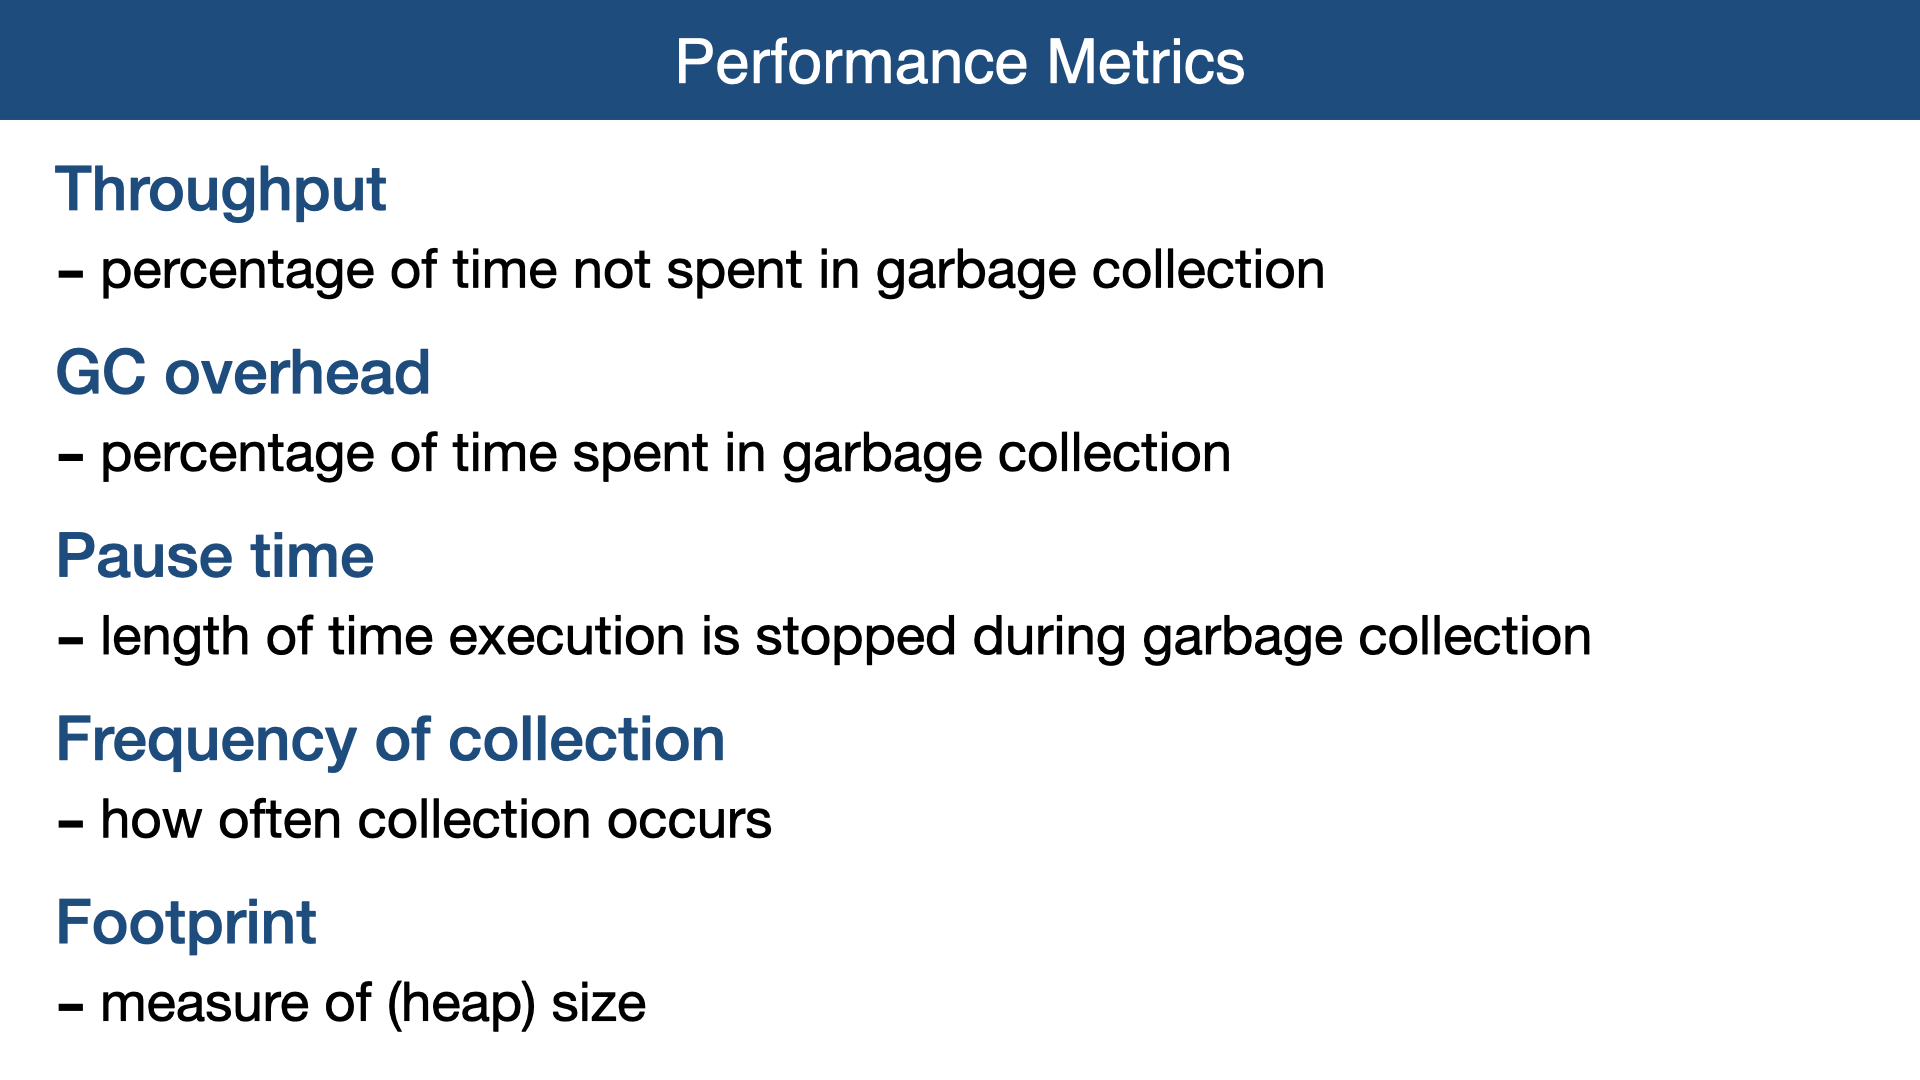 Performance Metrics
Throughput
– percentage of time not spent in garbage collection
GC overhead
– percentage of time spent in garbage collection
Pause time
– length of time execution is stopped during garbage collection
Frequency of collection
– how often collection occurs
Footprint
– measure of (heap) size